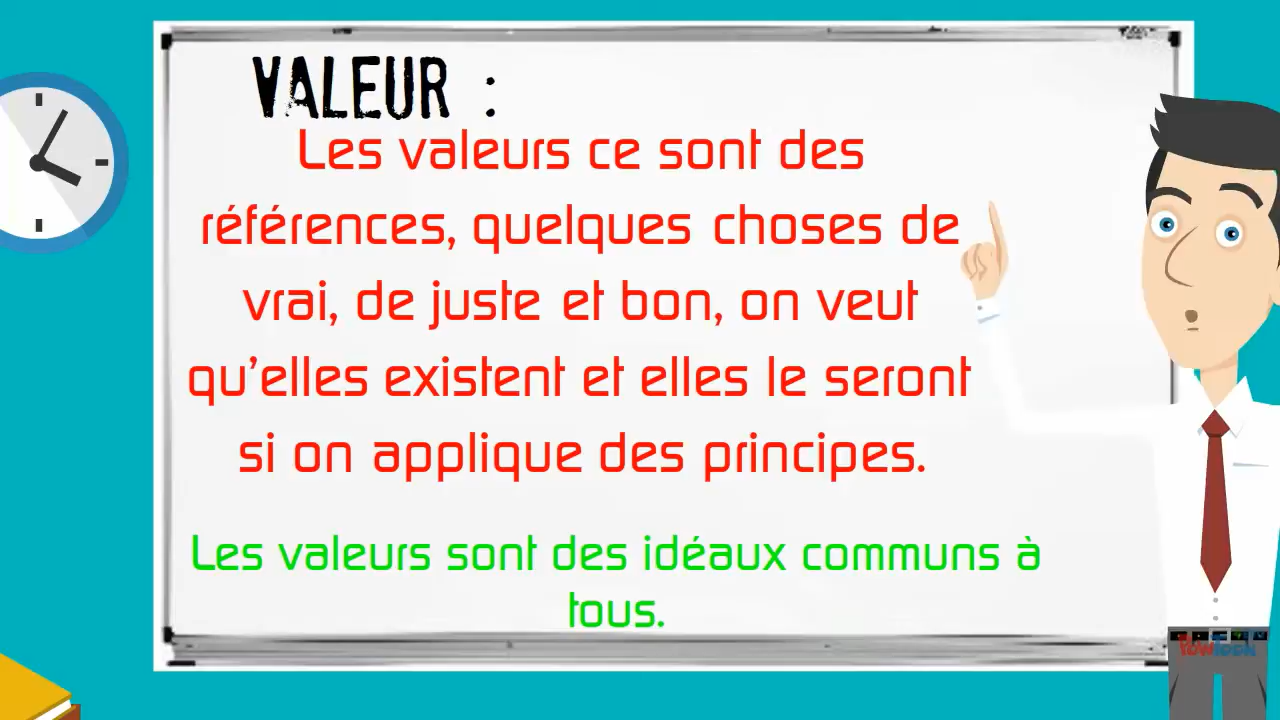 VALEUR :
Les valeurs ce sont des
références, quelques choses de
vrai, de juste et bon, on veut
qu'elles existent et elles le seront
si on applique des principes.
Les valeurs sont des idéaux communs à
tous.
PowToon